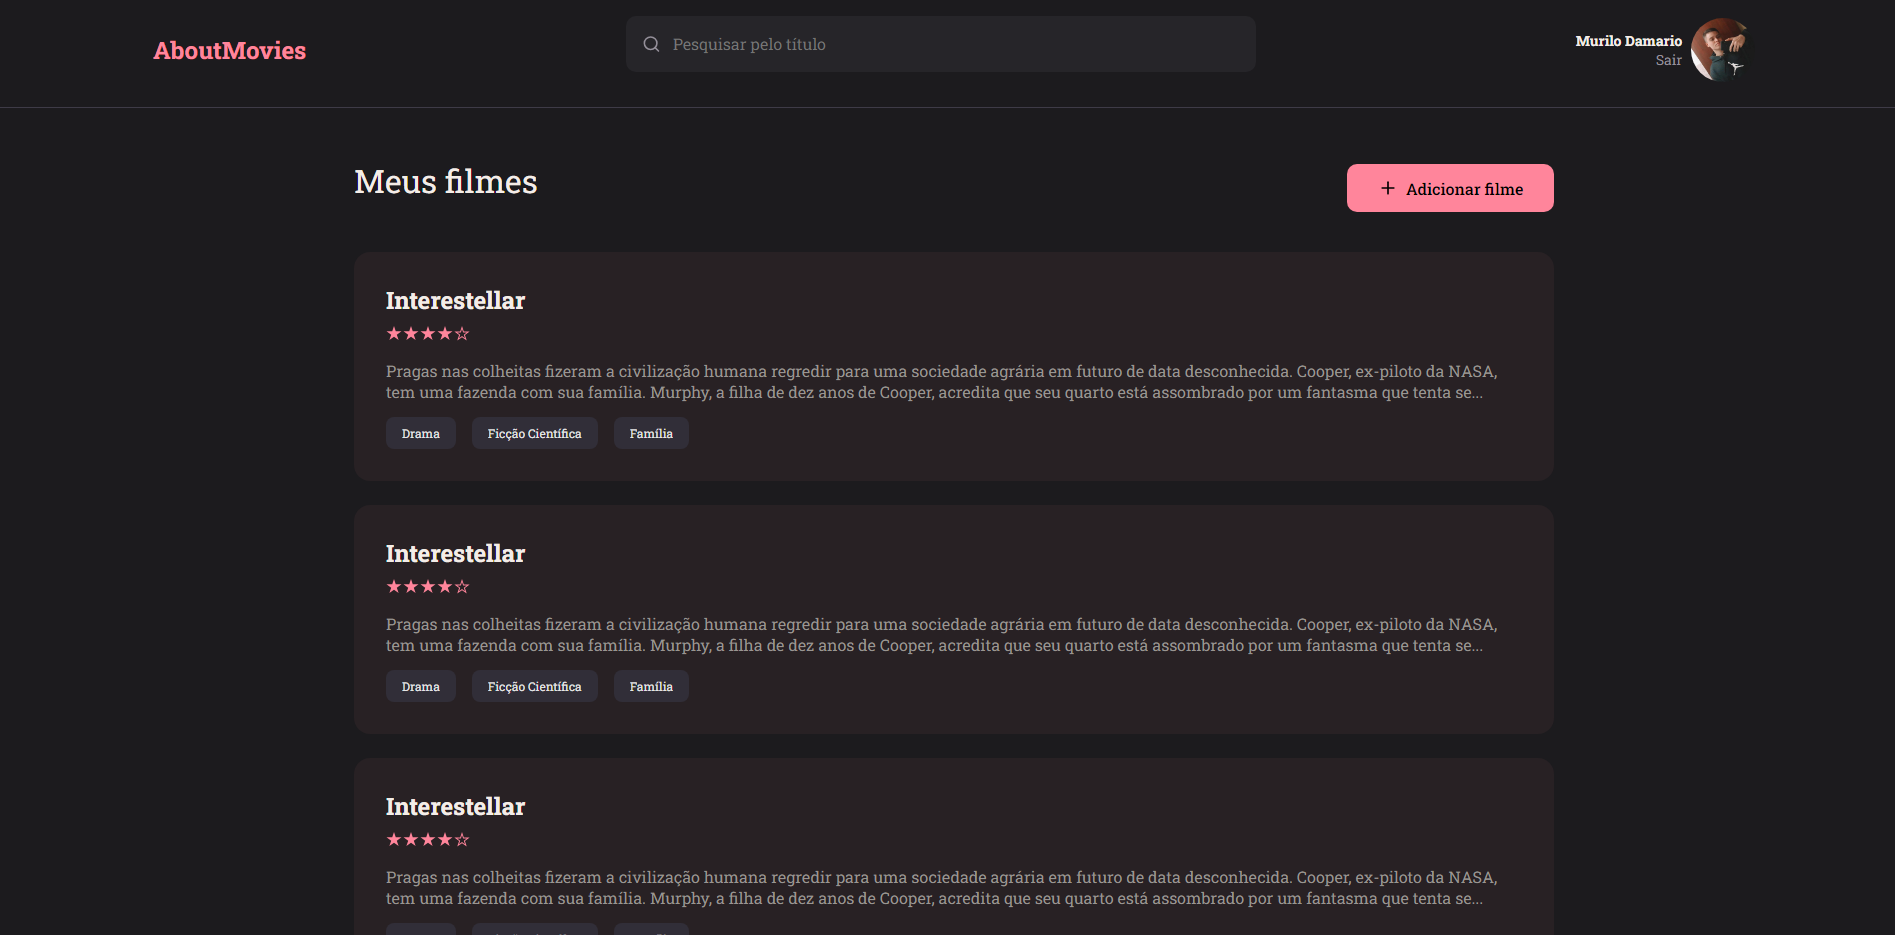 AboutMovies
Pesquisar pelo título
Murilo Damario
Sair
Meus filmes
Adicionar filme
Interestellar
★★★★☆
Pragas nas colheitas fizeram a civilização humana regredir para uma sociedade agrária em futuro de data desconhecida. Cooper, ex-piloto da NASA,
tem uma fazenda com sua família. Murphy, a filha de dez anos de Cooper, acredita que seu quarto está assombrado por um fantasma que tenta se...
Drama Ficção Científica Família
Interestellar
★★★★☆
Pragas nas colheitas fizeram a civilização humana regredir para uma sociedade agrária em futuro de data desconhecida. Cooper, ex-piloto da NASA,
tem uma fazenda com sua família. Murphy, a filha de dez anos de Cooper, acredita que seu quarto está assombrado por um fantasma que tenta se...
Drama Ficção Científica Família
Interestellar
★★★★☆
Pragas nas colheitas fizeram a civilização humana regredir para uma sociedade agrária em futuro de data desconhecida. Cooper, ex-piloto da NASA,
tem uma fazenda com sua família. Murphy, a filha de dez anos de Cooper, acredita que seu quarto está assombrado por um fantasma que tenta se...